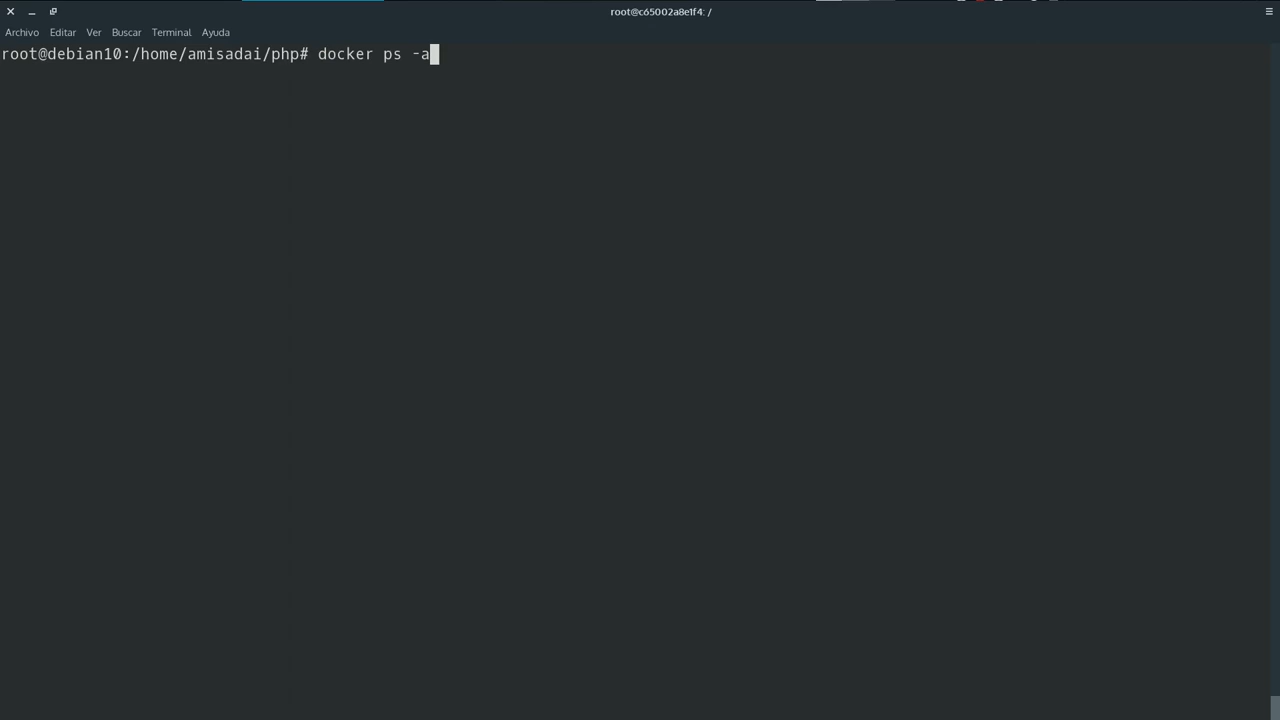 root@c65002a8e1f4: /
Archivo Editar Ver Buscar Terminal Ayuda
root@debian10:/home/amisadai/php# docker ps -a